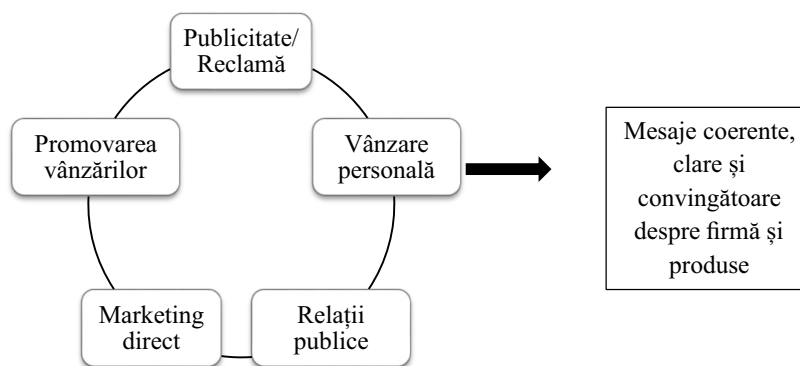 Publicitate/
Reclamă
Promovarea
vânzărilor
Vânzare
personală
Mesaje coerente,
clare și
convingătoare
despre firmă și
produse
Marketing
direct
Relații
publice